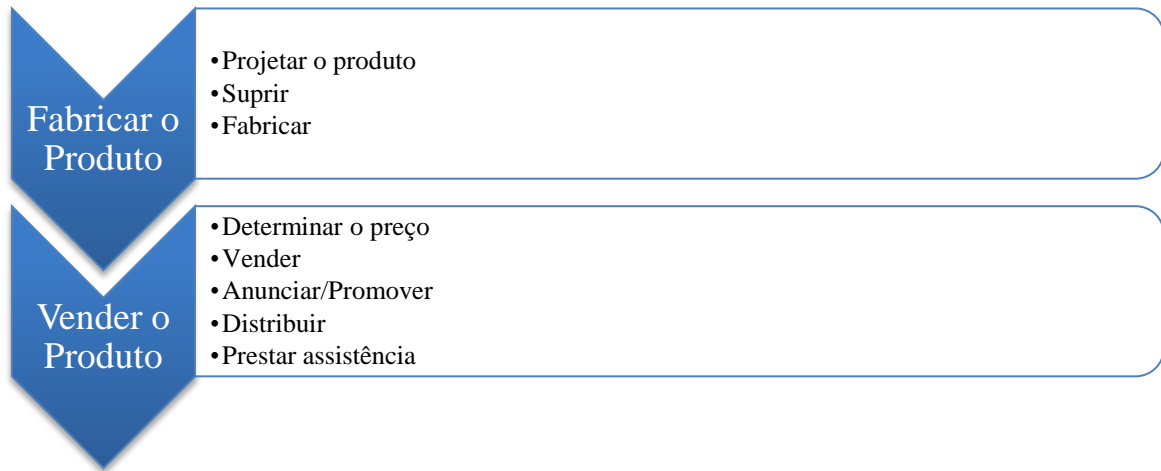 Fabricar o
Produto
•Projetar o produto
•Suprir
•Fabricar
Vender o
Produto
•Determinar o preço
•Vender
•Anunciar/Promover
•Distribuir
•Prestar assistência